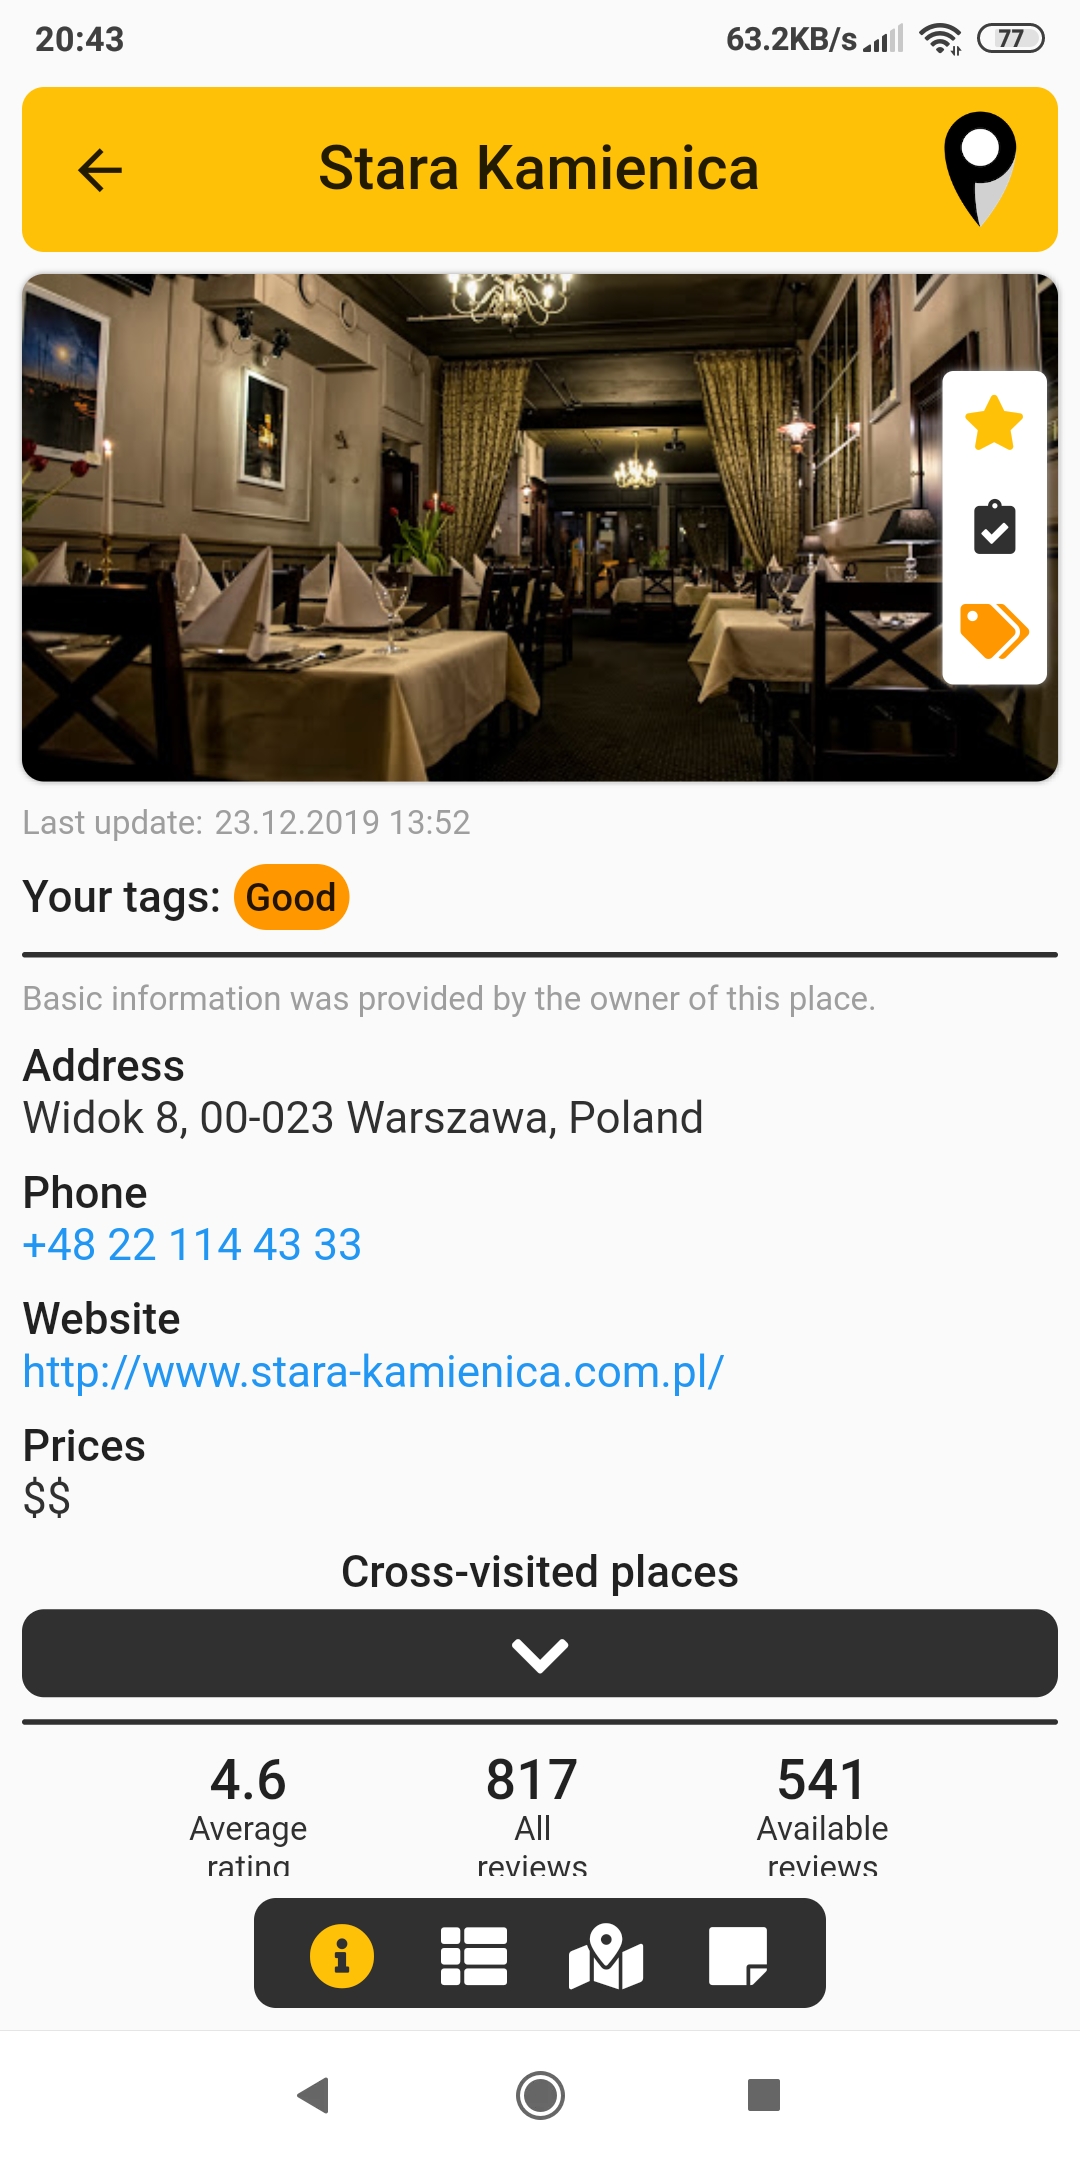 20:43
63.2KB/s
77
Stara Kamienica
Last update: 23.12.2019 13:52
Your tags: Good
Basic information was provided by the owner of this place.
Address
Widok 8, 00-023 Warszawa, Poland
Phone
+48 22 114 43 33
Website
http://www.stara-kamienica.com.pl/
Prices
$$
Cross-visited places
4.6 817 541
Average All Available
rating reviews reviews